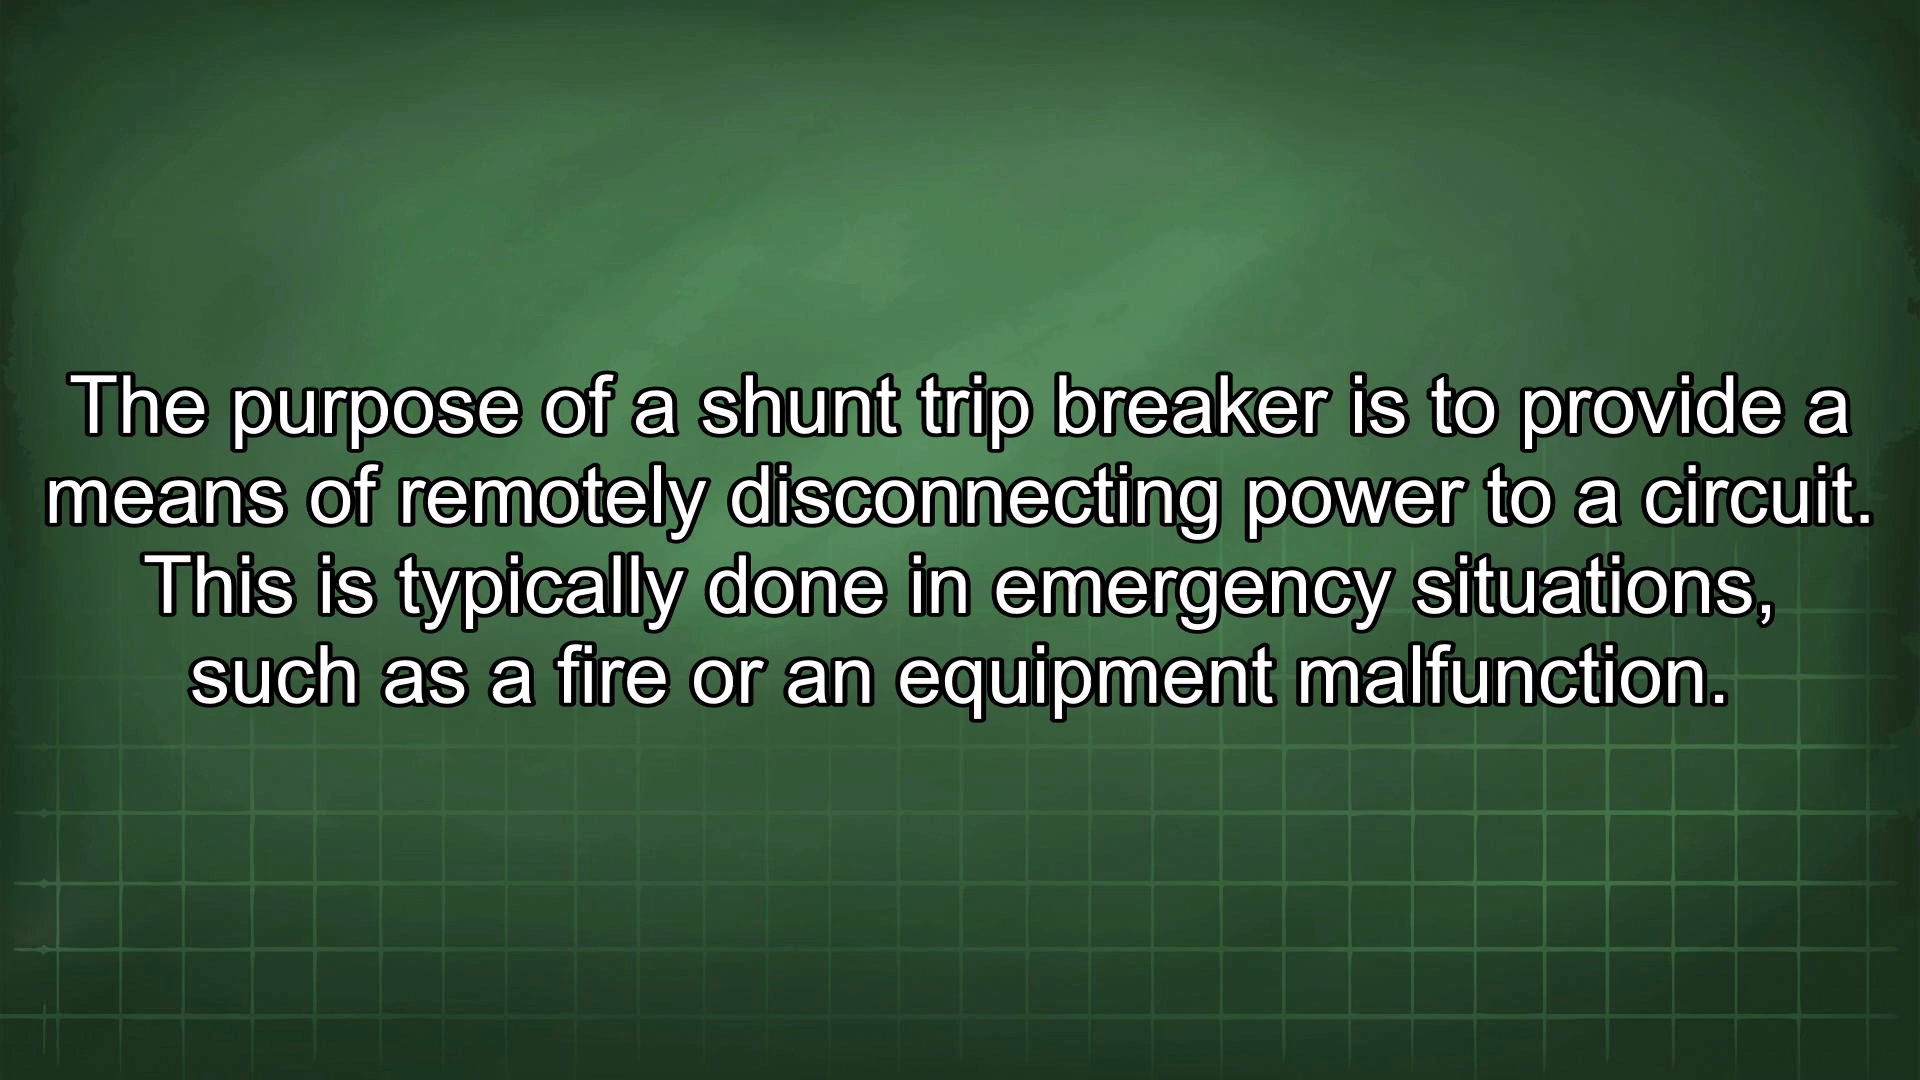 The purpose of a shunt trip breaker is to provide a
means of remotely disconnecting power to a circuit.
This is typically done in emergency situations,
such as a fire or an equipment malfunction.